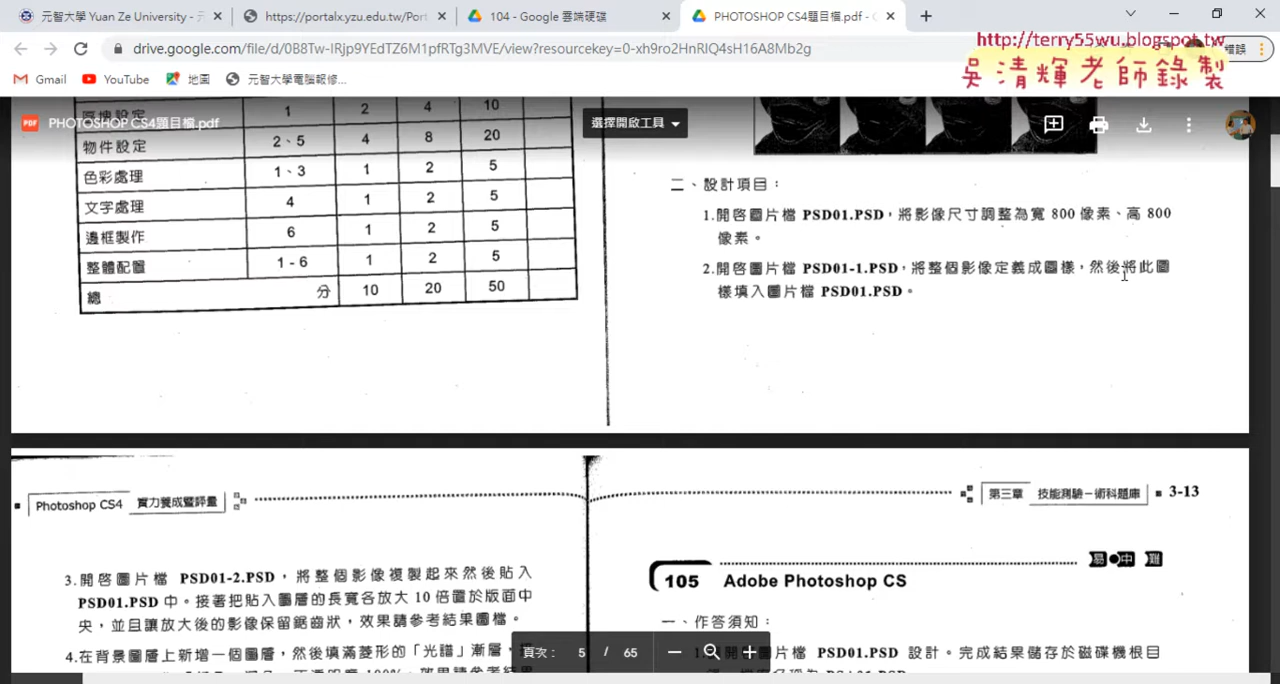 元智大學 Yuan Ze University - 元
https://portalx.yzu.edu.tw/Port
104 - Google 雲端硬碟
PHOTOSHOP CS4題目檔.pdf - G
drive.google.com/file/d/0B8Tw-IRjp9YEdTZ6M1pfRTg3MVE/view?resourcekey=0-xh9ro2HnRlQ4sH16A8Mb2g
http://terry55wu.blogspot.tw
錯誤
吳清輝老師錄製
Gmail
YouTube
地圖
元智大學電腦報修...
PHOTOSHOP CS4題目檔.pdf
選擇開啟工具
1 2 4 10
物件設定 2、5 4 8 20
色彩處理 1、3 1 2 5
文字處理 4 1 2 5
邊框製作 6 1 2 5
整體配置 1 - 6 1 2 5
總分 10 20 50
二、設計項目：
1.開啓圖片檔 PSD01.PSD，將影像尺寸調整為寬 800 像素、高 800
像素。
2.開啓圖片檔 PSD01-1.PSD，將整個影像定義成圖樣，然後將此圖
樣填入圖片檔 PSD01.PSD。
Photoshop CS4 實力養成暨評量
第三章 技能測驗－術科題庫 3-13
3.開啓圖片檔 PSD01-2.PSD，將整個影像複製起來然後貼入
PSD01.PSD 中。接著把貼入圖層的長寬各放大 10 倍置於版面中
央，並且讓放大後的影像保留鋸齒狀，效果請參考結果圖檔。
4.在背景圖層上新增一個圖層，然後填滿菱形的「光譜」漸層，
易 中 難
105 Adobe Photoshop CS
一、作答須知：
圖片檔 PSD01.PSD 設計。完成結果儲存於磁碟機根目
頁次： 5 / 65